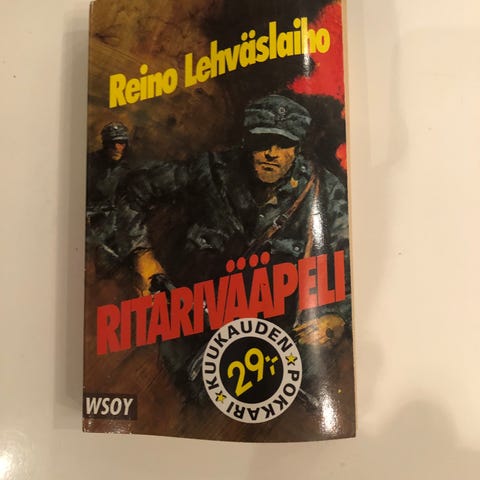 Reino Lehväslaiho
RITARIVÄÄPELI
KUUKAUDEN
29:-
POKKARI
WSOY